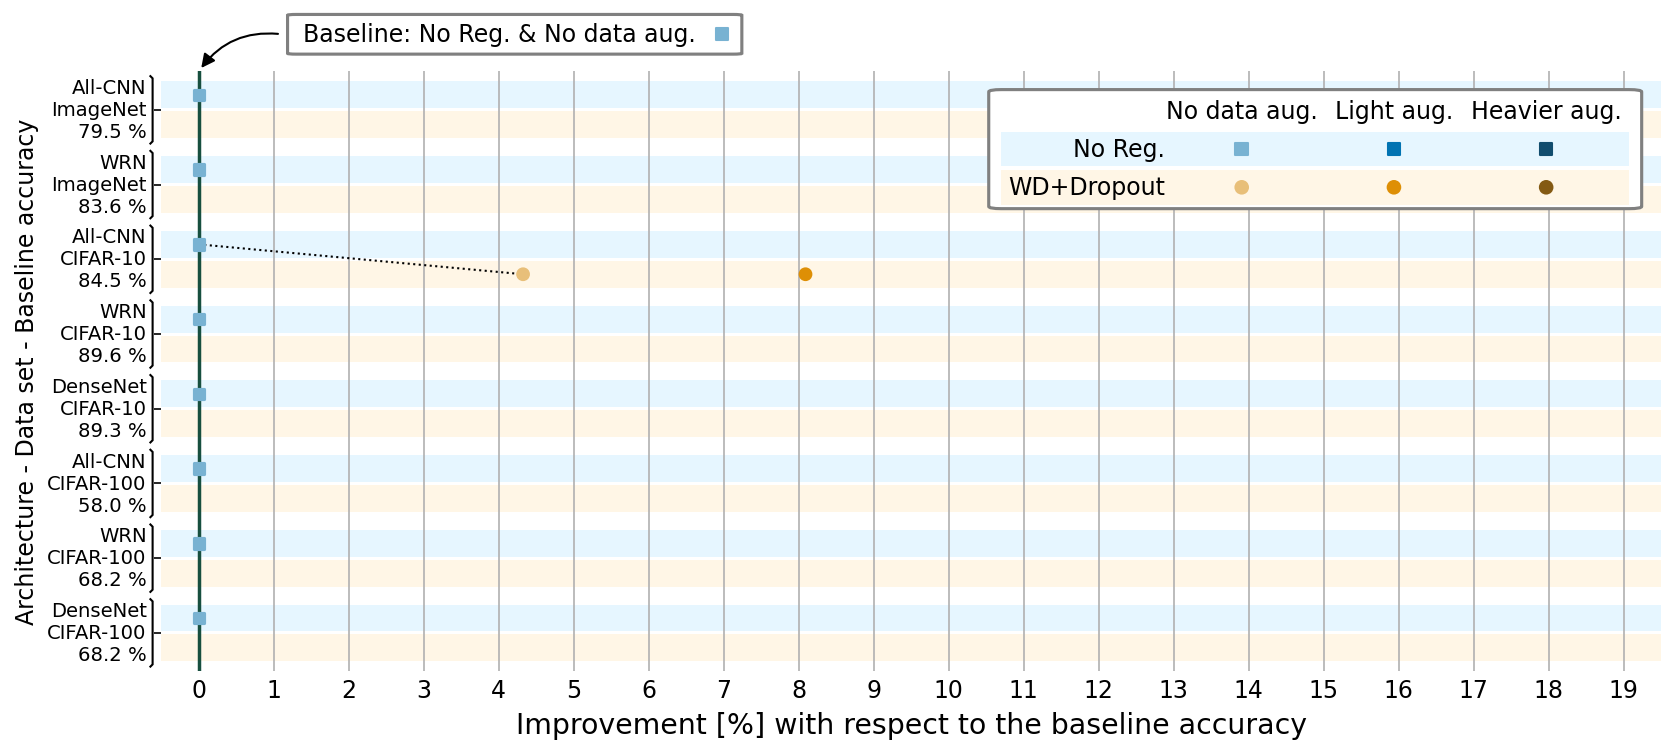 Baseline: No Reg. & No data aug.
No data aug. Light aug. Heavier aug.
No Reg.
WD+Dropout
Architecture - Data set - Baseline accuracy
All-CNN
ImageNet
79.5 %
WRN
ImageNet
83.6 %
All-CNN
CIFAR-10
84.5 %
WRN
CIFAR-10
89.6 %
DenseNet
CIFAR-10
89.3 %
All-CNN
CIFAR-100
58.0 %
WRN
CIFAR-100
68.2 %
DenseNet
CIFAR-100
68.2 %
0 1 2 3 4 5 6 7 8 9 10 11 12 13 14 15 16 17 18 19
Improvement [%] with respect to the baseline accuracy